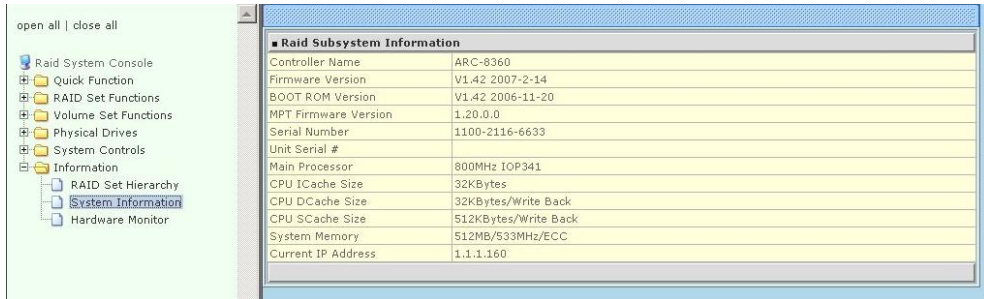 open all | close all
Raid System Console
Quick Function
RAID Set Functions
Volume Set Functions
Physical Drives
System Controls
Information
RAID Set Hierarchy
System Information
Hardware Monitor
Raid Subsystem Information
Controller Name ARC-8360
Firmware Version V1.42 2007-2-14
BOOT ROM Version V1.42 2006-11-20
MPT Firmware Version 1.20.0.0
Serial Number 1100-2116-6633
Unit Serial #
Main Processor 800MHz IOP341
CPU ICache Size 32KBytes
CPU DCache Size 32KBytes/Write Back
CPU SCache Size 512KBytes/Write Back
System Memory 512MB/533MHz/ECC
Current IP Address 1.1.1.160